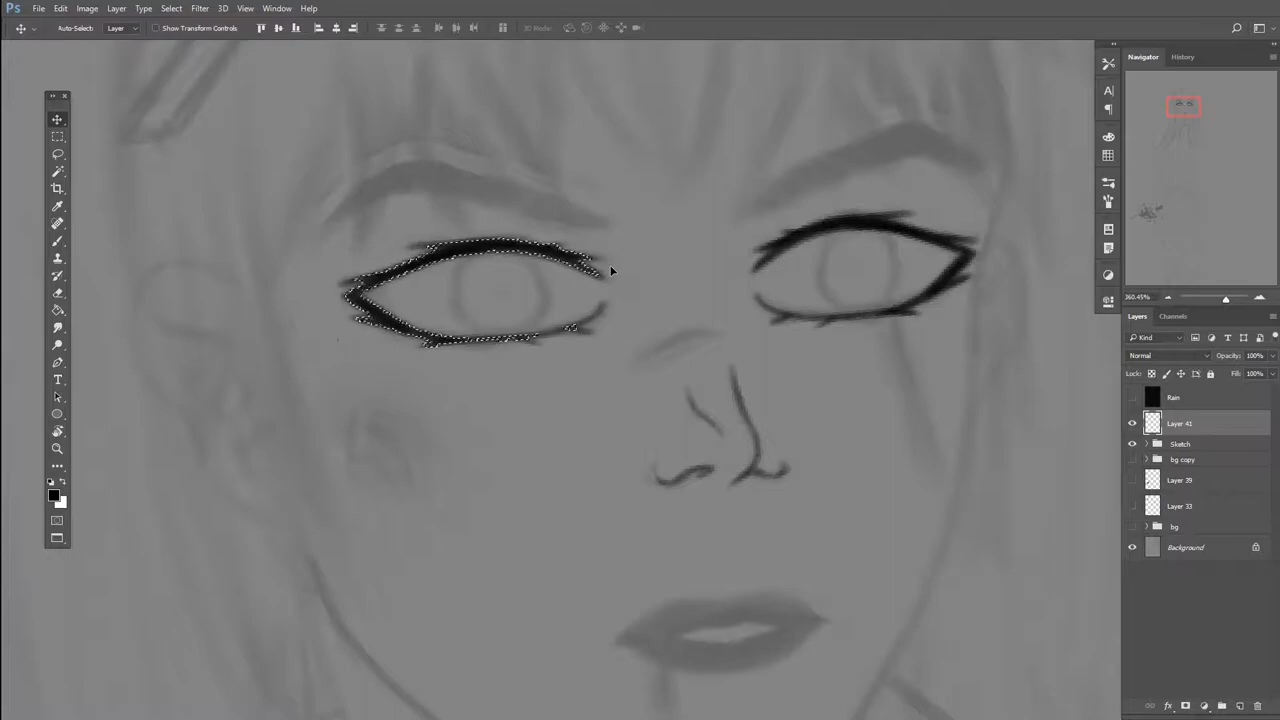 Ps File Edit Image Layer Type Select Filter 3D View Window Help
Auto-Select: Layer Show Transform Controls 3D Mode:
Navigator History
360.45%
Layers Channels
Kind
Normal Opacity: 100%
Lock: Fill: 100%
Rain
Layer 41
Sketch
bg copy
Layer 39
Layer 33
bg
Background